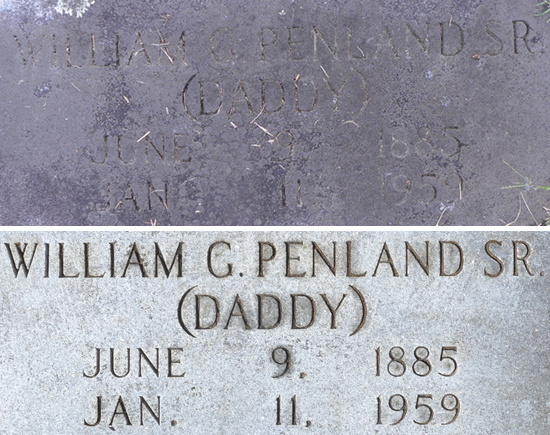 WILLIAM G. PENLAND SR.
(DADDY)
JUNE 9. 1885
JAN. 11. 1959
WILLIAM G. PENLAND SR.
(DADDY)
JUNE 9. 1885
JAN. 11. 1959